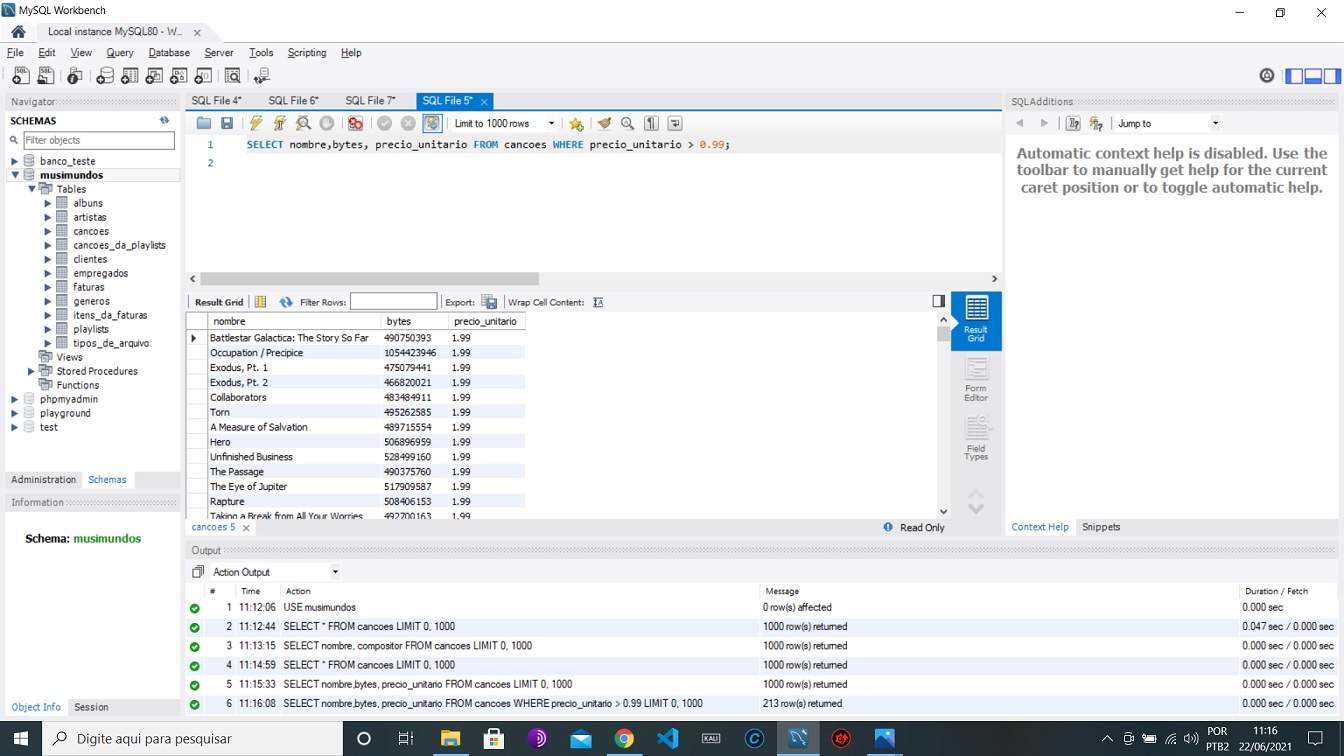 MySQL Workbench
Local instance MySQL80 - W...
File Edit View Query Database Server Tools Scripting Help
Navigator
SCHEMAS
Filter objects
banco_teste
musimundos
Tables
albuns
artistas
cancoes
cancoes_da_playlists
clientes
empregados
faturas
generos
itens_da_faturas
playlists
tipos_de_arquivo
Views
Stored Procedures
Functions
phpmyadmin
playground
test
Administration Schemas
Information
Schema: musimundos
Object Info Session
SQL File 4* SQL File 6* SQL File 7* SQL File 5*
Limit to 1000 rows
1 SELECT nombre,bytes, precio_unitario FROM cancoes WHERE precio_unitario > 0.99;
2
Result Grid Filter Rows: Export: Wrap Cell Content:
nombre bytes precio_unitario
Battlestar Galactica: The Story So Far 490750393 1.99
Occupation / Precipice 1054423946 1.99
Exodus, Pt. 1 475079441 1.99
Exodus, Pt. 2 466820021 1.99
Collaborators 483484911 1.99
Torn 495262585 1.99
A Measure of Salvation 489715554 1.99
Hero 506896959 1.99
Unfinished Business 528499160 1.99
The Passage 490375760 1.99
The Eye of Jupiter 517909587 1.99
Rapture 508406153 1.99
Taking a Break from All Your Worries 492700163 1.99
Result Grid
Form Editor
Field Types
cancoes 5 Read Only
SQLAdditions
Jump to
Automatic context help is disabled. Use the
toolbar to manually get help for the current
caret position or to toggle automatic help.
Context Help Snippets
Output
Action Output
# Time Action Message Duration / Fetch
1 11:12:06 USE musimundos 0 row(s) affected 0.000 sec
2 11:12:44 SELECT * FROM cancoes LIMIT 0, 1000 1000 row(s) returned 0.047 sec / 0.000 sec
3 11:13:15 SELECT nombre, compositor FROM cancoes LIMIT 0, 1000 1000 row(s) returned 0.000 sec / 0.000 sec
4 11:14:59 SELECT * FROM cancoes LIMIT 0, 1000 1000 row(s) returned 0.000 sec / 0.000 sec
5 11:15:33 SELECT nombre,bytes, precio_unitario FROM cancoes LIMIT 0, 1000 1000 row(s) returned 0.000 sec / 0.000 sec
6 11:16:08 SELECT nombre,bytes, precio_unitario FROM cancoes WHERE precio_unitario > 0.99 LIMIT 0, 1000 213 row(s) returned 0.000 sec / 0.000 sec
Digite aqui para pesquisar
KALI
POR
PTB2
11:16
22/06/2021